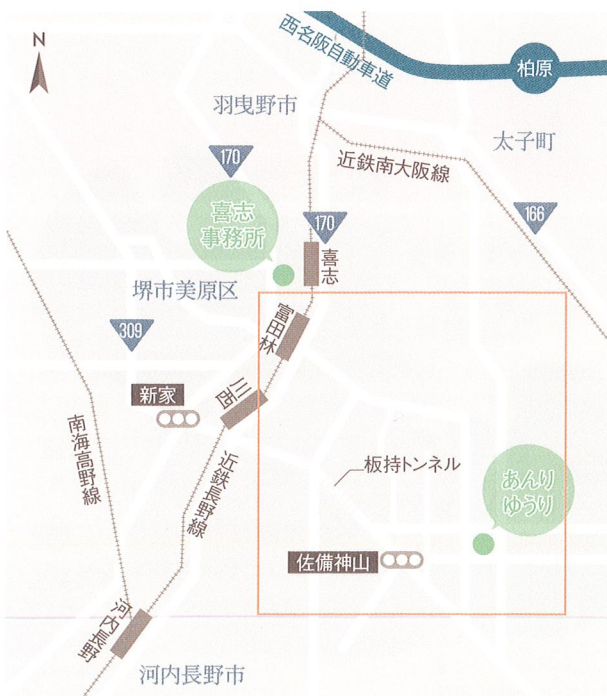 N
西名阪自動車道
柏原
羽曳野市
太子町
170
近鉄南大阪線
喜志
事務所
170
166
喜志
堺市美原区
309
富田林
新家
川西
南海高野線
近鉄長野線
板持トンネル
あんり
ゆうり
佐備神山
河内長野
河内長野市